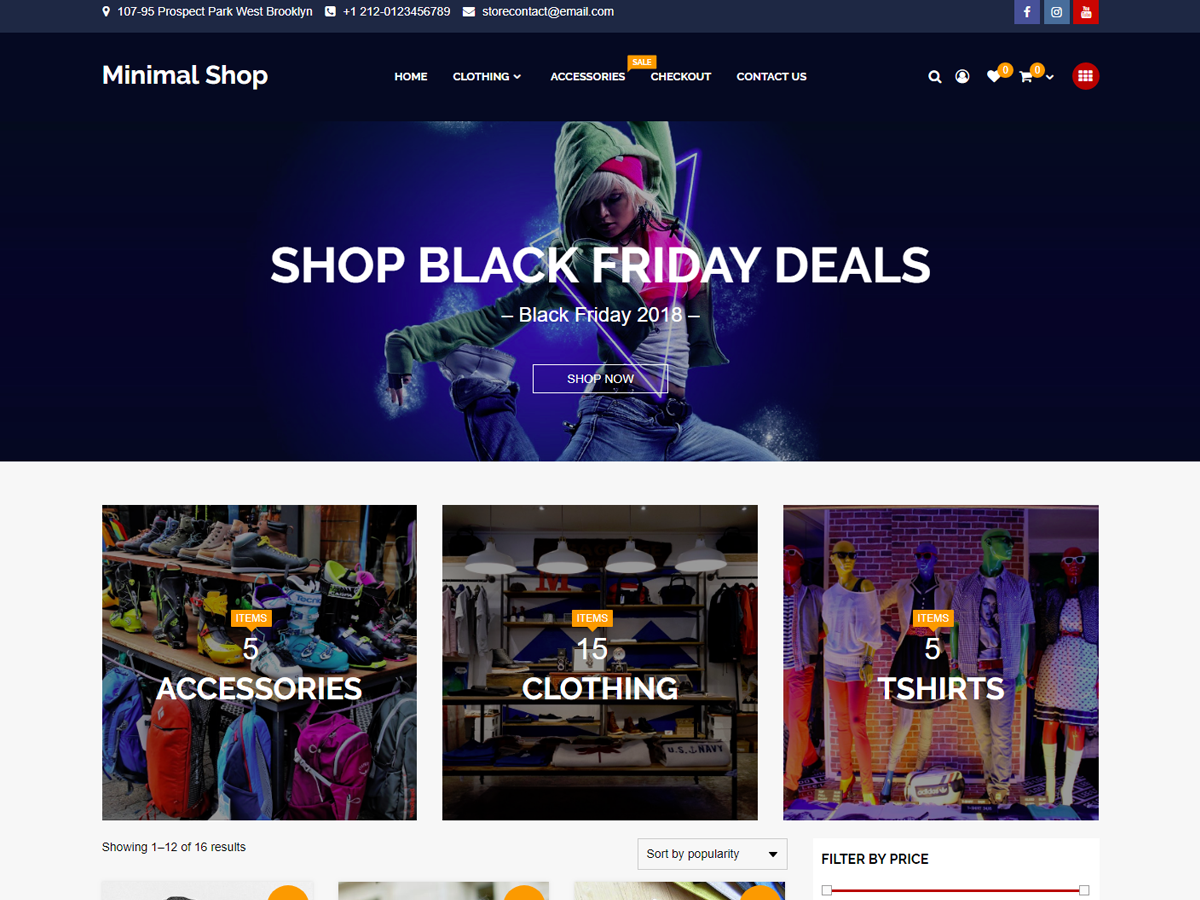 107-95 Prospect Park West Brooklyn +1 212-0123456789 storecontact@email.com
Minimal Shop
HOME CLOTHING ACCESSORIES SALE CHECKOUT CONTACT US
0 0
SHOP BLACK FRIDAY DEALS
– Black Friday 2018 –
SHOP NOW
ITEMS
5
ACCESSORIES
ITEMS
15
CLOTHING
U.S. NAVY
ITEMS
5
TSHIRTS
adidas
Showing 1–12 of 16 results
Sort by popularity
FILTER BY PRICE